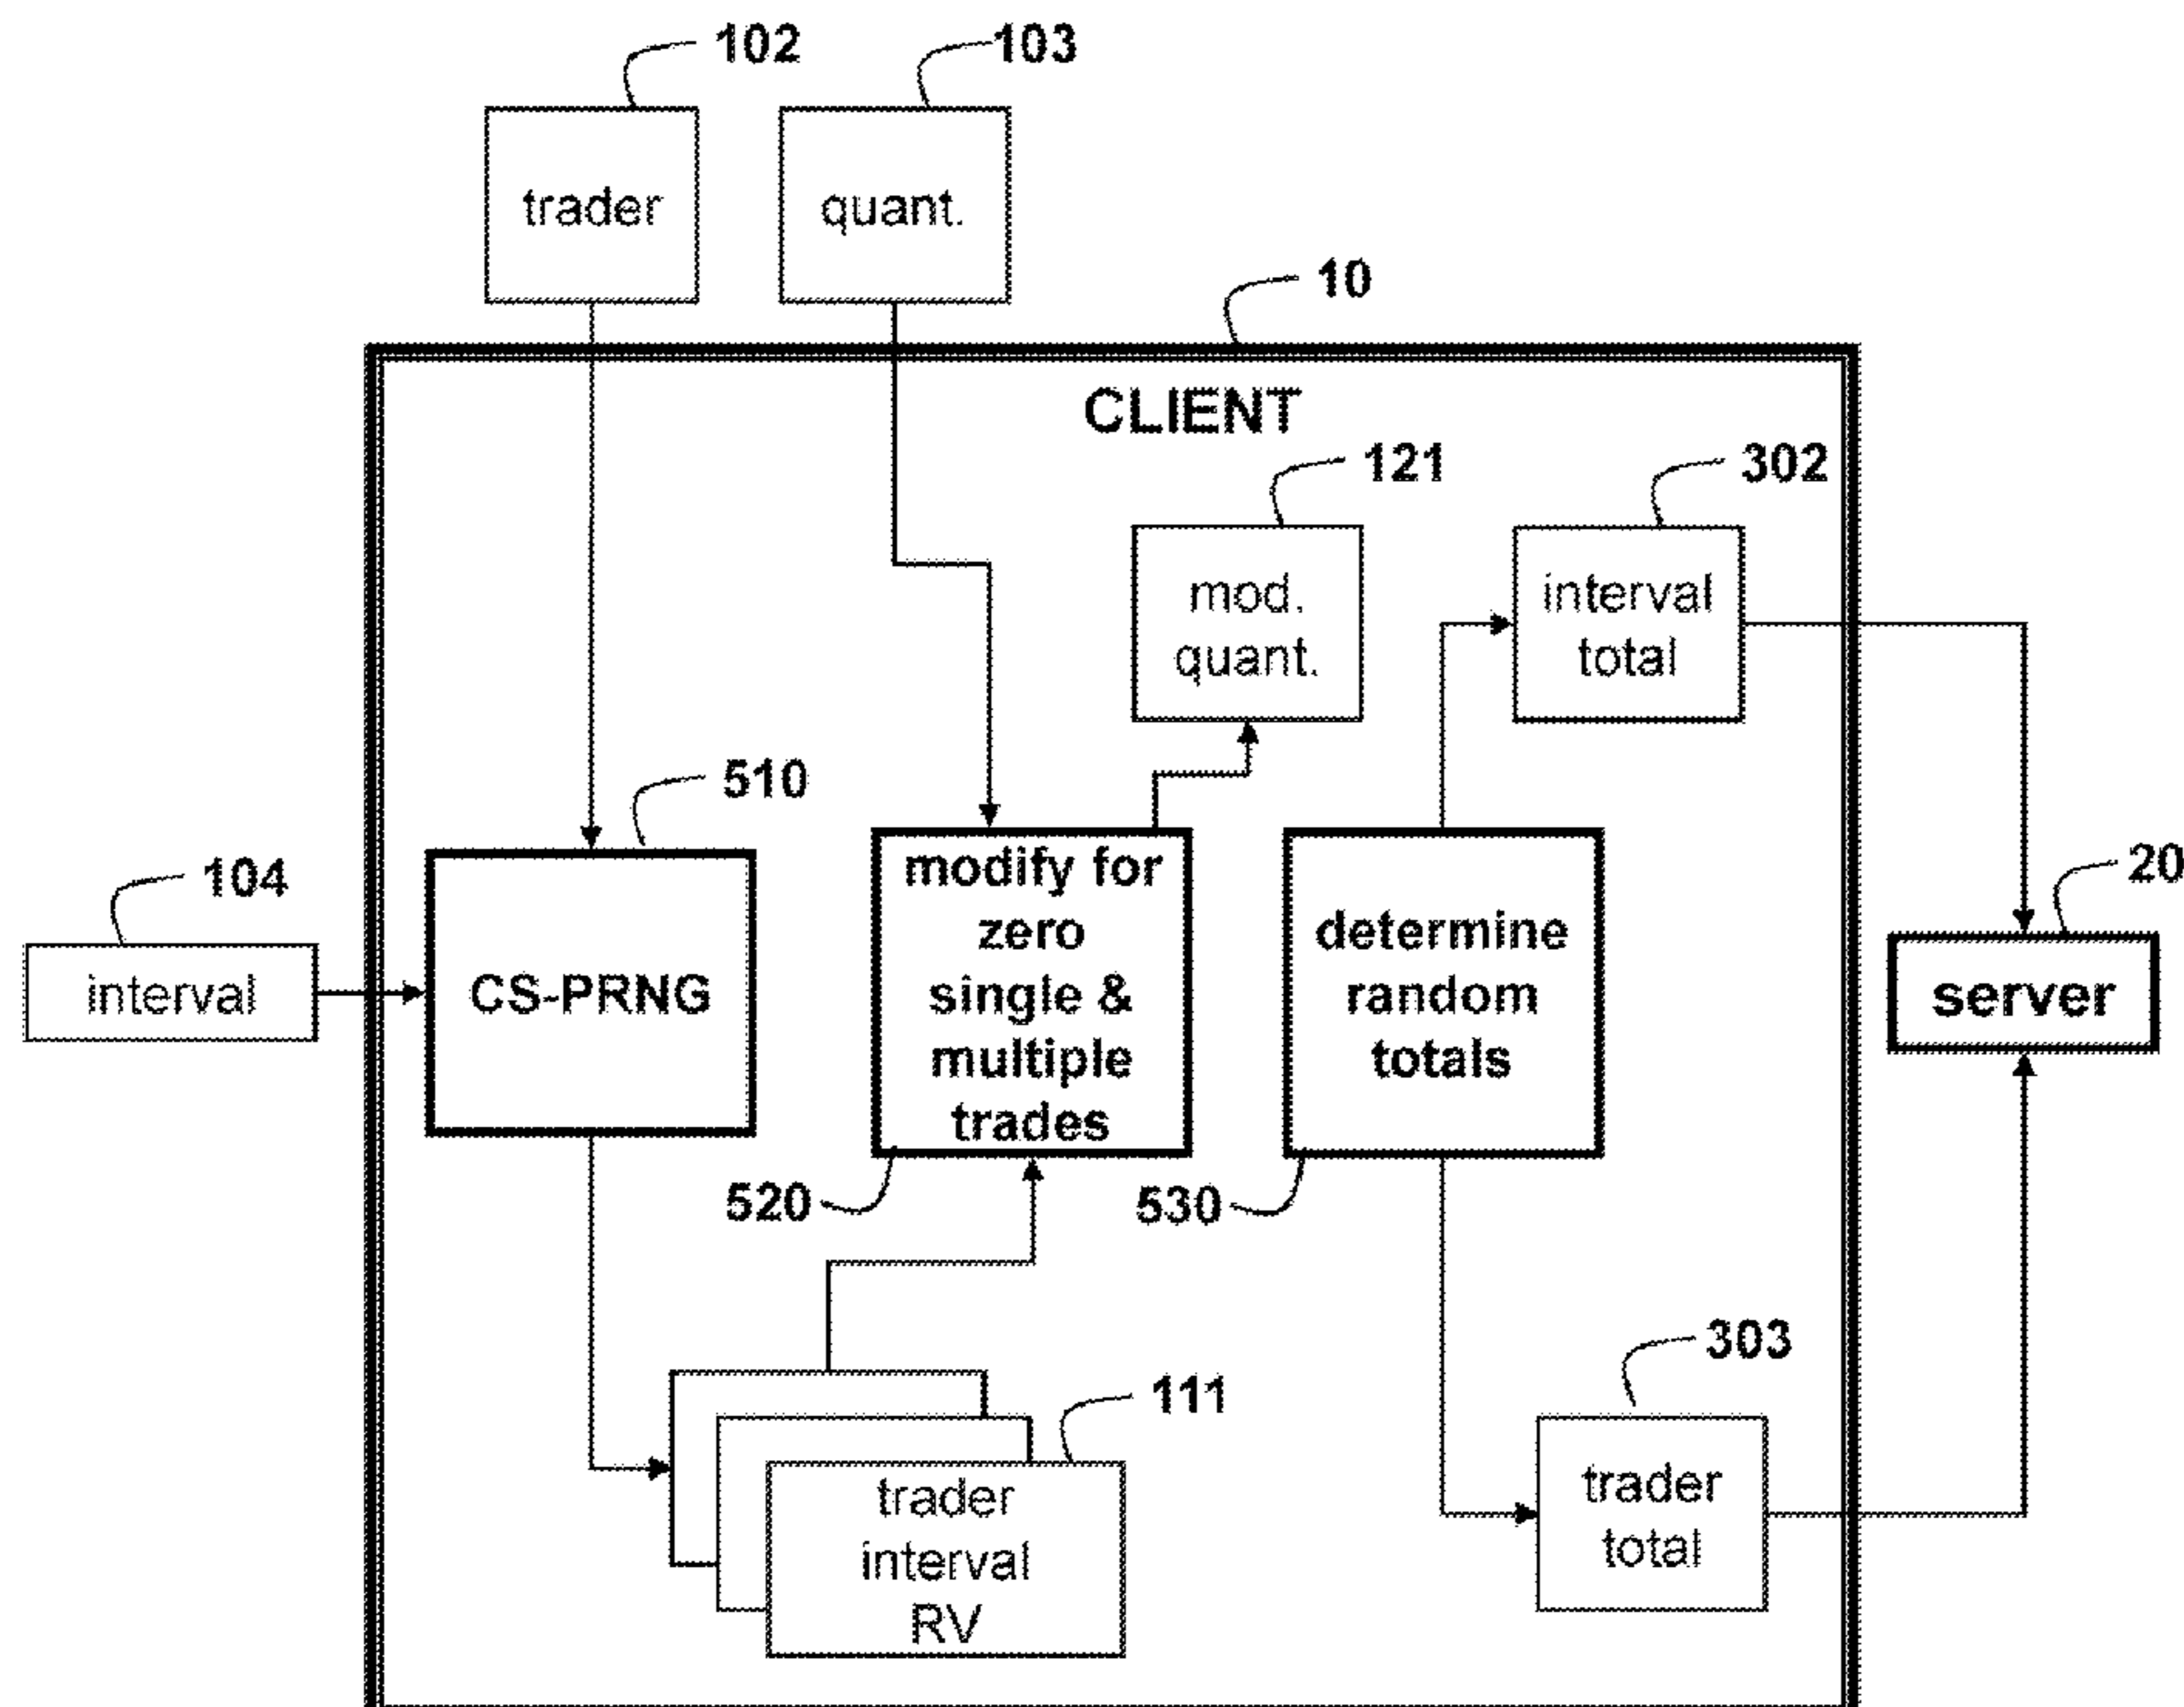 102
103
trader
quant.
10
CLIENT
121
302
mod.
quant.
interval
total
510
104
20
interval
CS-PRNG
modify for
zero
single &
multiple
trades
determine
random
totals
server
520
530
303
111
trader
interval
RV
trader
total